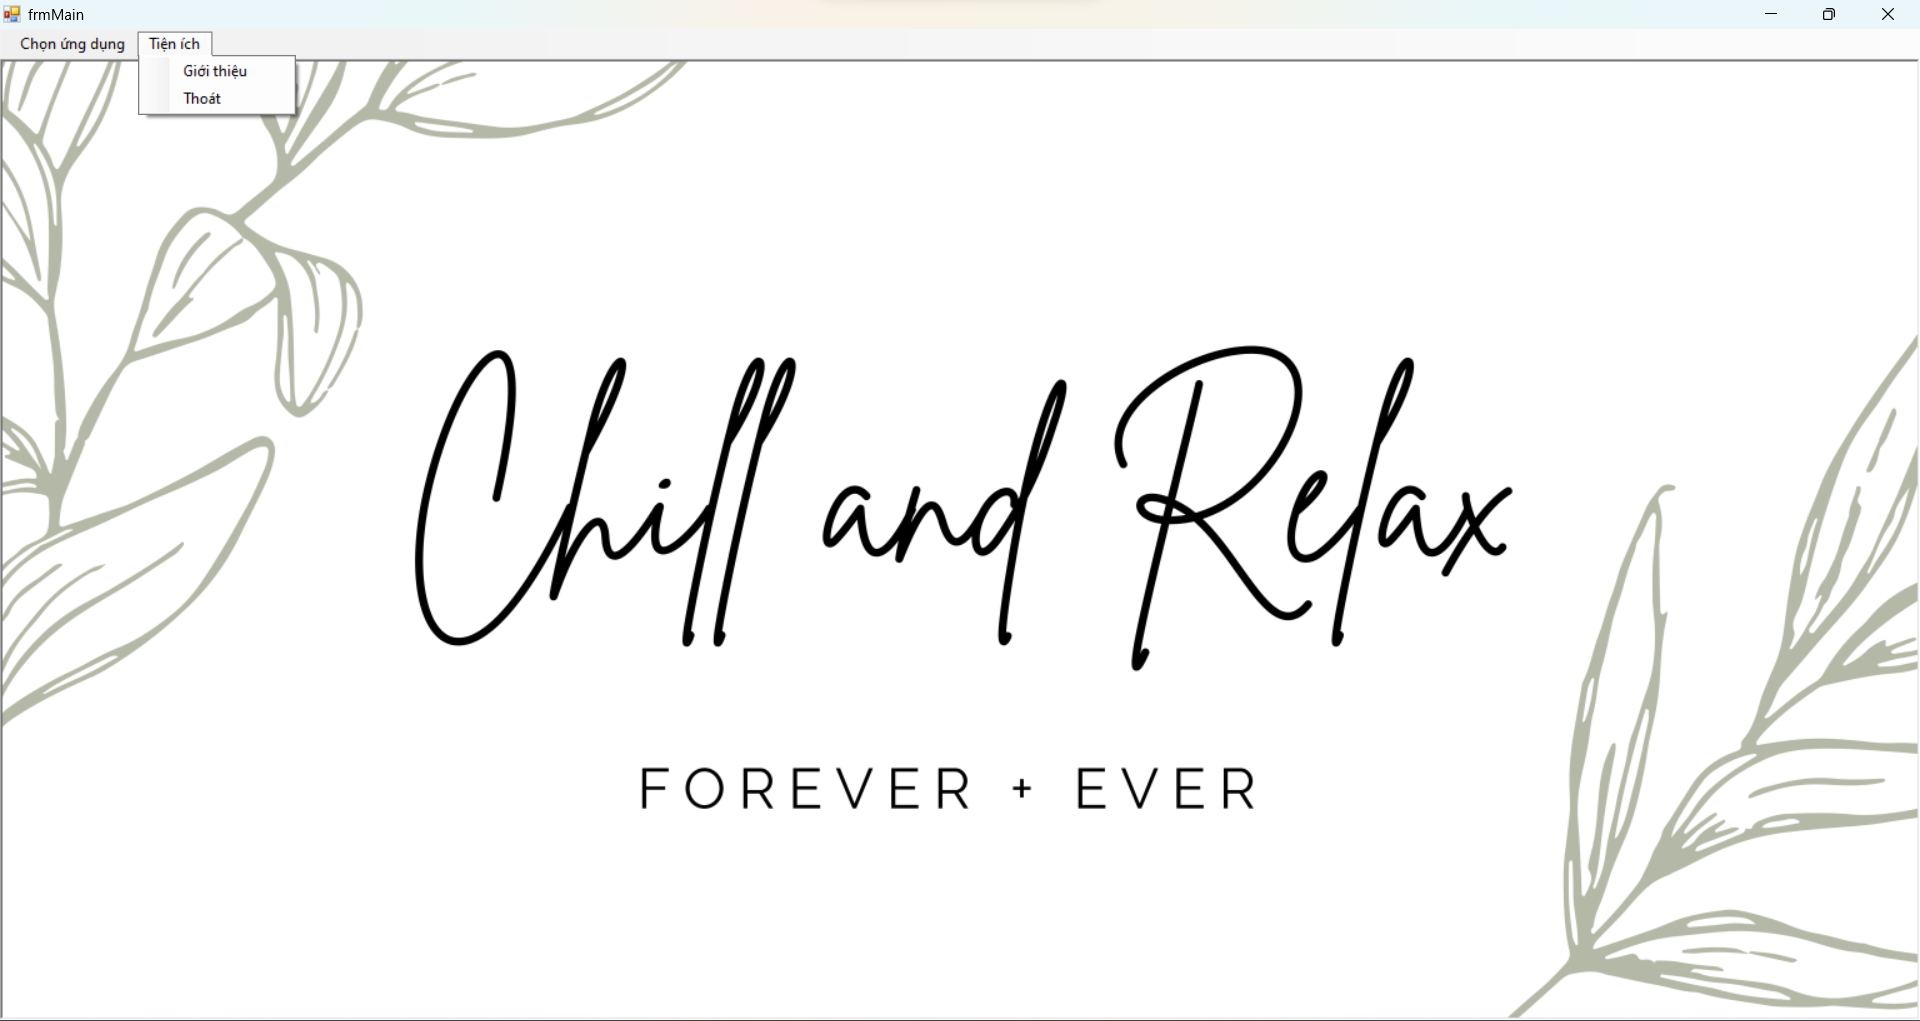 frmMain
Chọn ứng dụng Tiện ích
Giới thiệu
Thoát
Chill and Relax
FOREVER + EVER